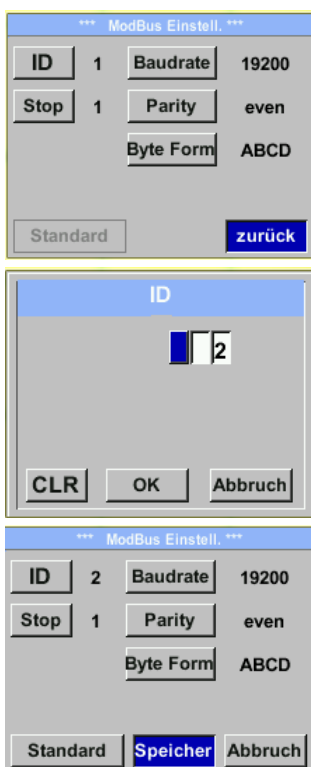 *** ModBus Einstell. ***
ID 1 Baudrate 19200
Stop 1 Parity even
Byte Form ABCD
Standard zurück
ID
2
CLR OK Abbruch
*** ModBus Einstell. ***
ID 2 Baudrate 19200
Stop 1 Parity even
Byte Form ABCD
Standard Speicher Abbruch